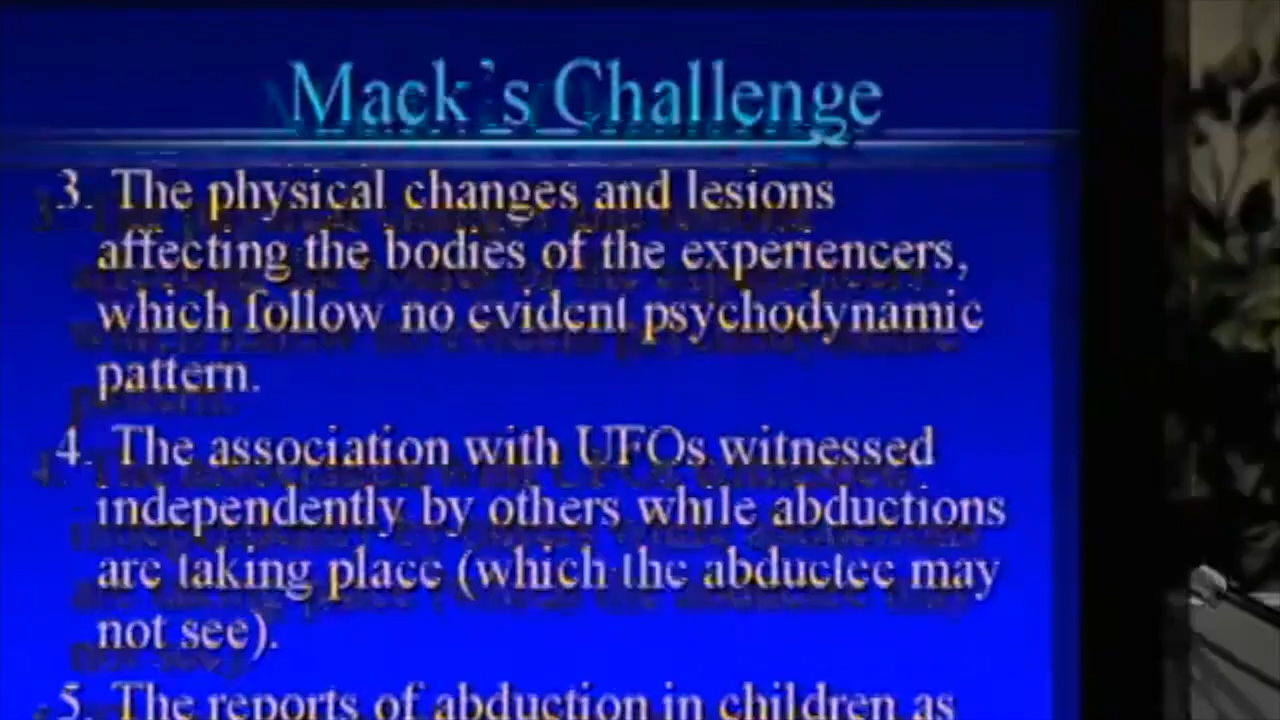 Mack's Challenge
3. The physical changes and lesions
affecting the bodies of the experiencers,
which follow no evident psychodynamic
pattern.
4. The association with UFOs witnessed
independently by others while abductions
are taking place (which the abductee may
not see).
5. The reports of abduction in children as